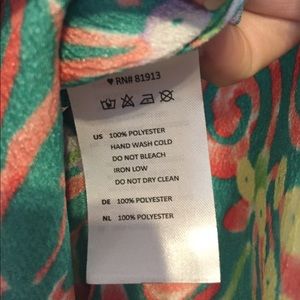 ♥ RN# 81913
US 100% POLYESTER
HAND WASH COLD
DO NOT BLEACH
IRON LOW
DO NOT DRY CLEAN
DE 100% POLYESTER
NL 100% POLYESTER